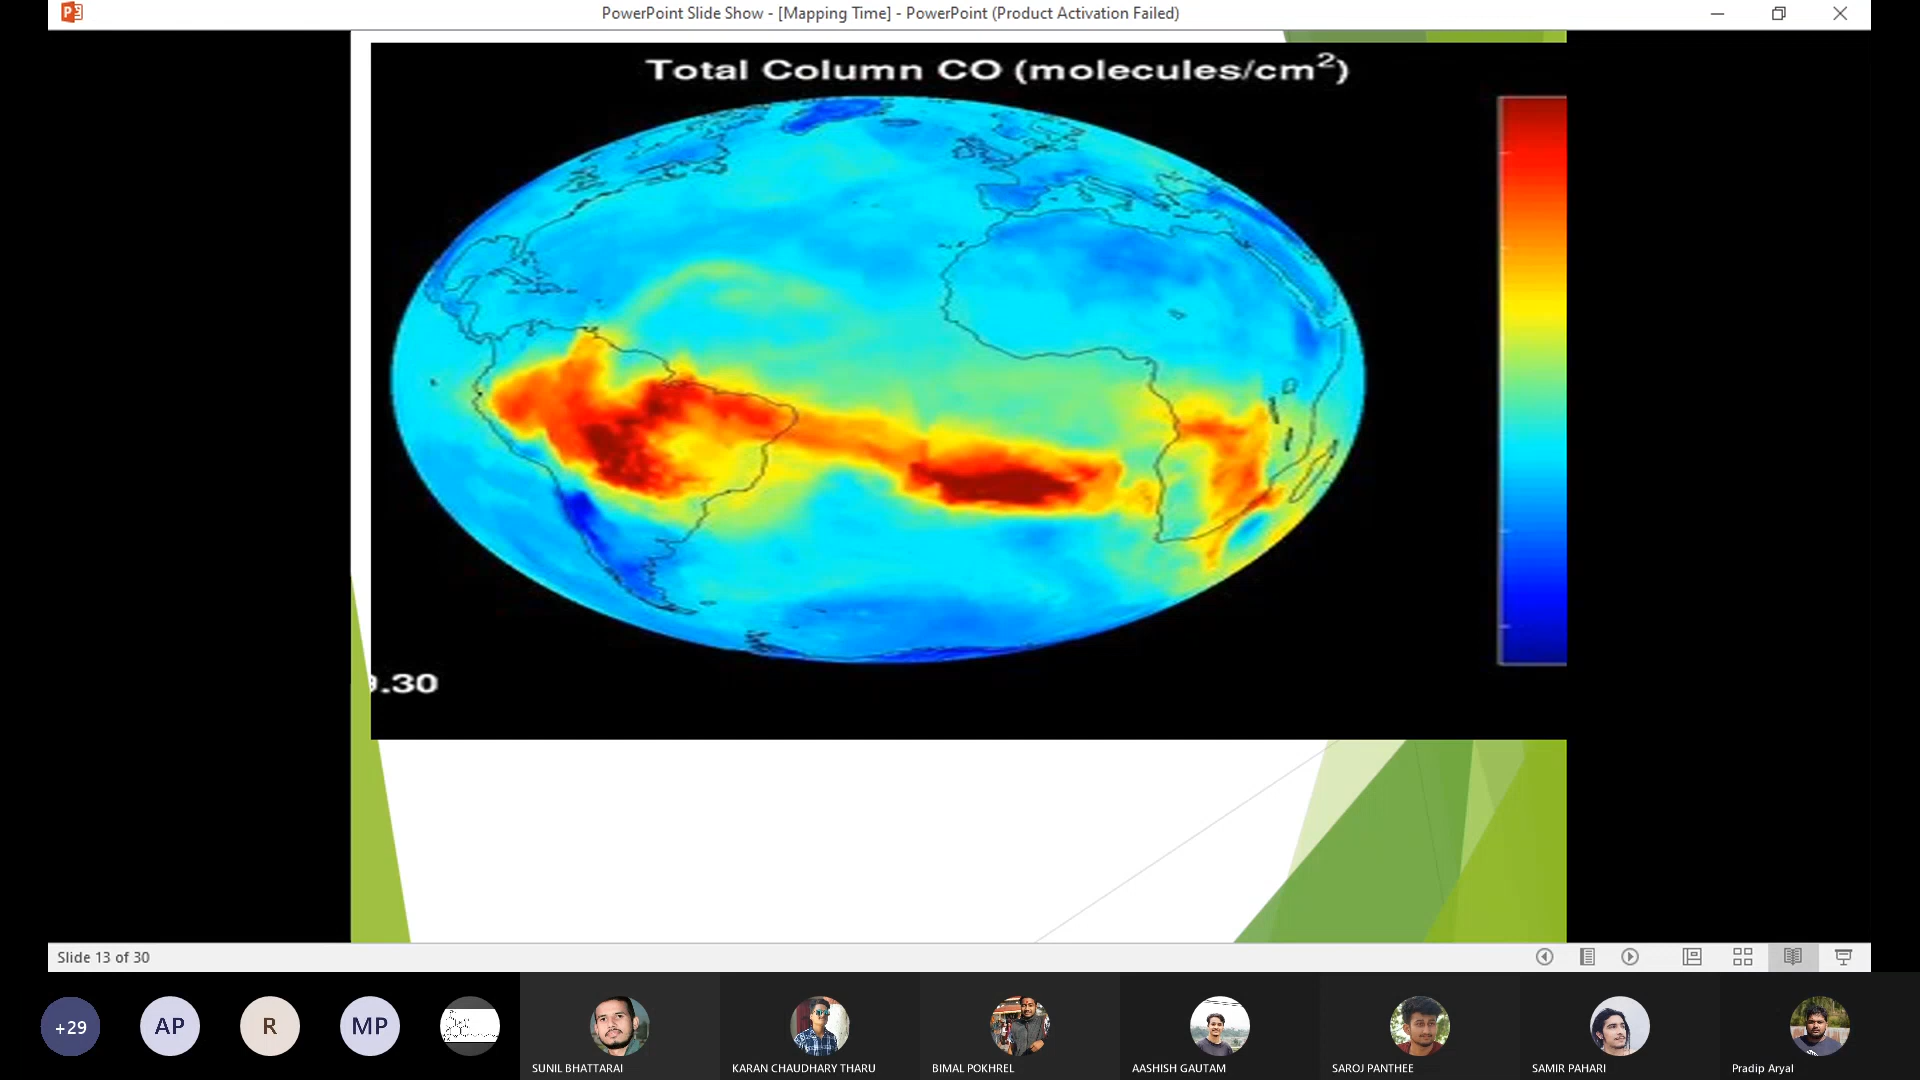 PowerPoint Slide Show - [Mapping Time] - PowerPoint (Product Activation Failed)
Total Column CO (molecules/cm²)
.30
Slide 13 of 30
+29
AP
R
MP
SUNIL BHATTARAI
KARAN CHAUDHARY THARU
BIMAL POKHREL
AASHISH GAUTAM
SAROJ PANTHEE
SAMIR PAHARI
Pradip Aryal